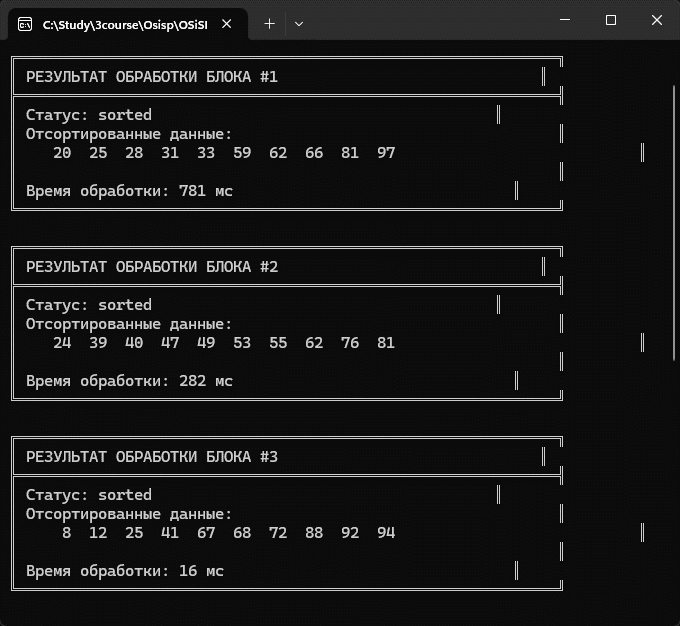 C:\Study\3course\Osisp\OSiSI
РЕЗУЛЬТАТ ОБРАБОТКИ БЛОКА #1
Статус: sorted
Отсортированные данные:
20 25 28 31 33 59 62 66 81 97
Время обработки: 781 мс
РЕЗУЛЬТАТ ОБРАБОТКИ БЛОКА #2
Статус: sorted
Отсортированные данные:
24 39 40 47 49 53 55 62 76 81
Время обработки: 282 мс
РЕЗУЛЬТАТ ОБРАБОТКИ БЛОКА #3
Статус: sorted
Отсортированные данные:
8 12 25 41 67 68 72 88 92 94
Время обработки: 16 мс